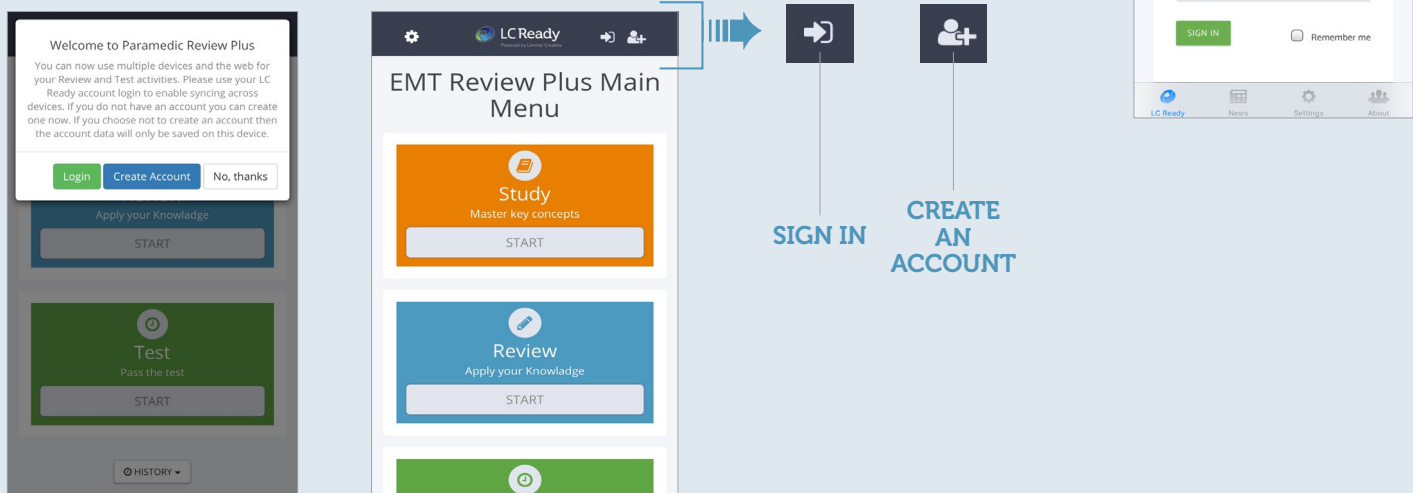 Welcome to Paramedic Review Plus
You can now use multiple devices and the web for
your Review and Test activities. Please use your LC
Ready account login to enable syncing across
devices. If you do not have an account you can create
one now. If you choose not to create an account then
the account data will only be saved on this device.
Login Create Account No, thanks
Apply your Knowladge
START
Test
Pass the test
START
HISTORY
LC Ready
Powered by Limmer Creative
EMT Review Plus Main
Menu
Study
Master key concepts
START
Review
Apply your Knowladge
START
SIGN IN
CREATE
AN
ACCOUNT
SIGN IN Remember me
LC Ready News Settings About